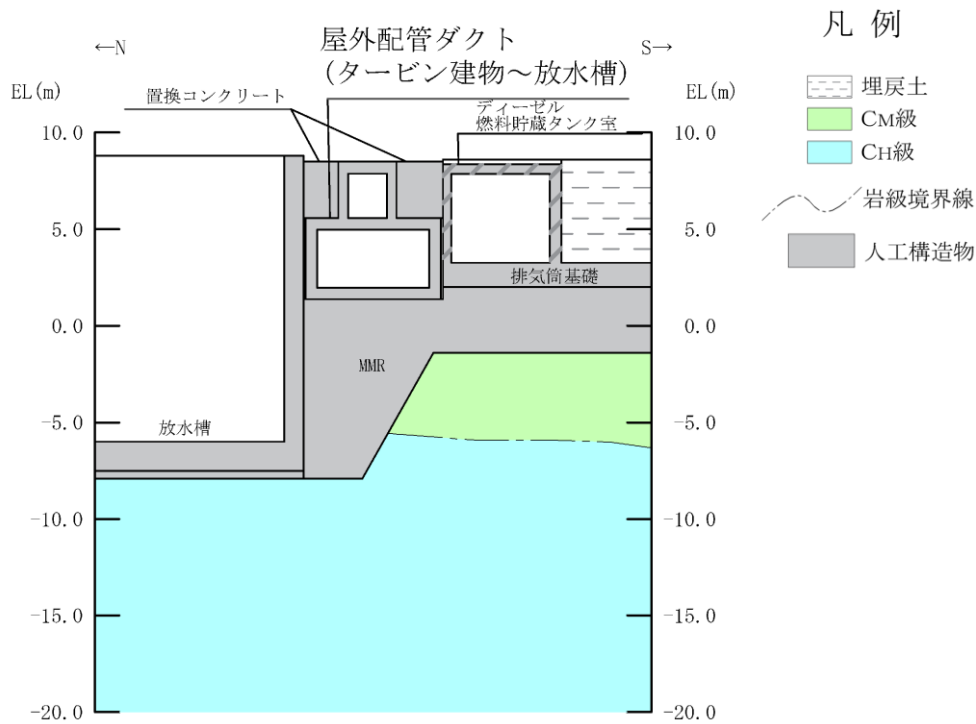 凡 例
←N
屋外配管ダクト
S→
(タービン建物～放水槽)
EL(m)
置換コンクリート
ディーゼル
燃料貯蔵タンク室
EL(m)
埋戻土
CM級
CH級
岩級境界線
人工構造物
10.0
10.0
5.0
5.0
排気筒基礎
0.0
0.0
MMR
放水槽
-5.0
-5.0
-10.0
-10.0
-15.0
-15.0
-20.0
-20.0